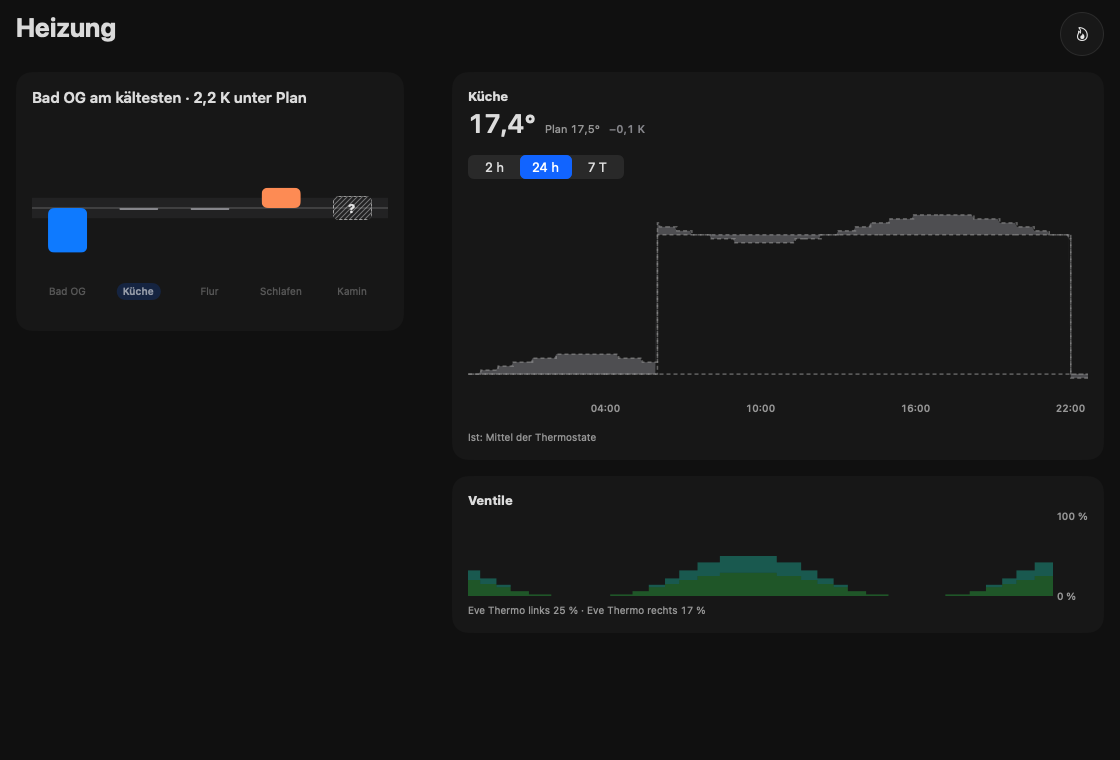 Heizung
Bad OG am kältesten · 2,2 K unter Plan
?
Bad OG Küche Flur Schlafen Kamin
Küche
17,4° Plan 17,5° −0,1 K
2 h 24 h 7 T
04:00 10:00 16:00 22:00
Ist: Mittel der Thermostate
Ventile
100 %
0 %
Eve Thermo links 25 % · Eve Thermo rechts 17 %